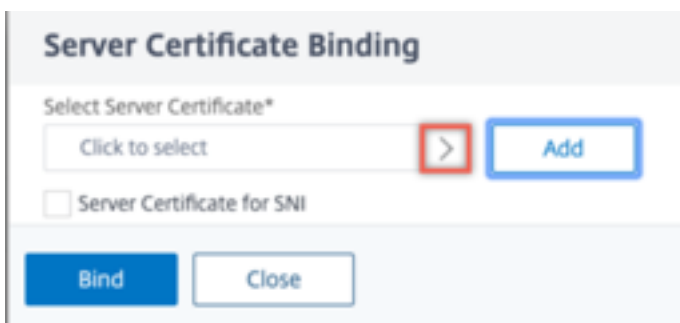 Server Certificate Binding
Select Server Certificate*
Click to select > Add
Server Certificate for SNI
Bind Close